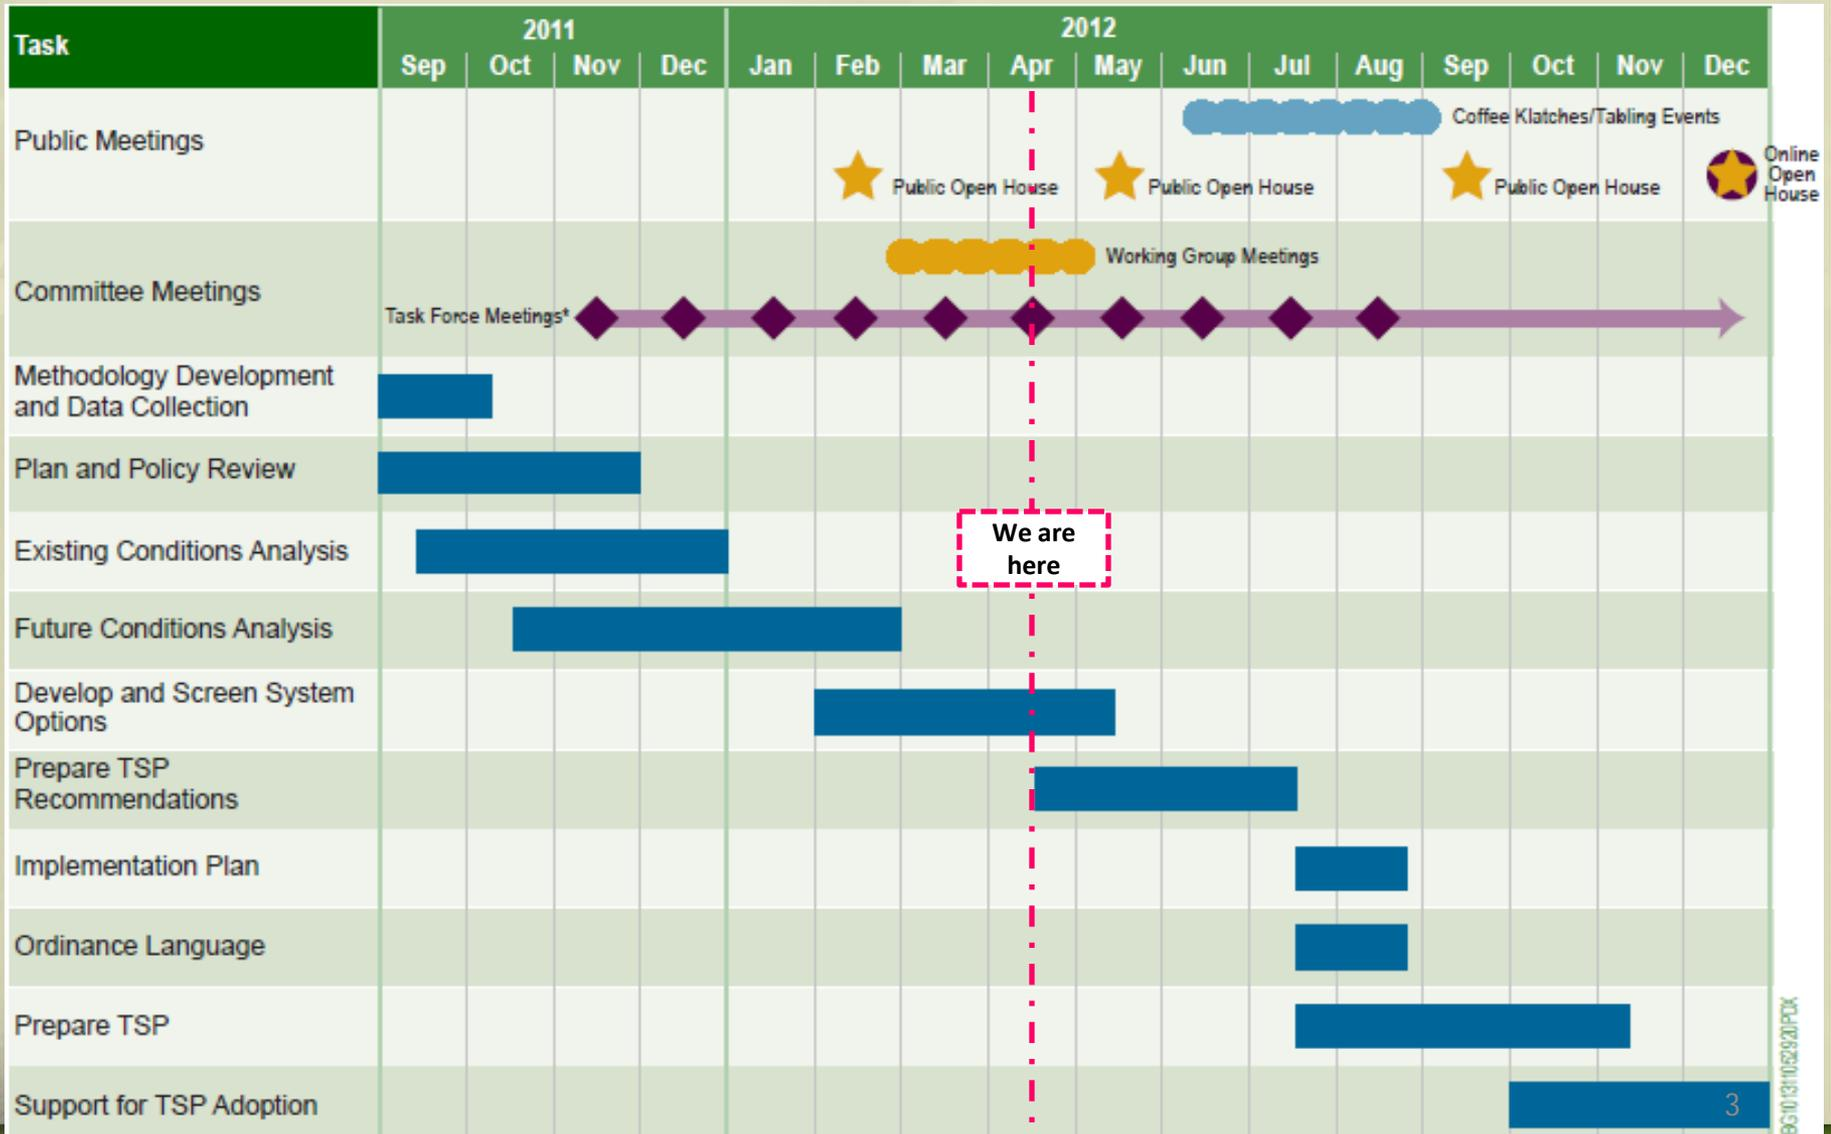 Task
2011
2012
Sep Oct Nov Dec Jan Feb Mar Apr May Jun Jul Aug Sep Oct Nov Dec
Public Meetings
Coffee Klatches/Tabling Events
Public Open House
Public Open House
Public Open House
Online
Open
House
Committee Meetings
Working Group Meetings
Task Force Meetings*
Methodology Development
and Data Collection
Plan and Policy Review
Existing Conditions Analysis
We are
here
Future Conditions Analysis
Develop and Screen System
Options
Prepare TSP
Recommendations
Implementation Plan
Ordinance Language
Prepare TSP
Support for TSP Adoption
3